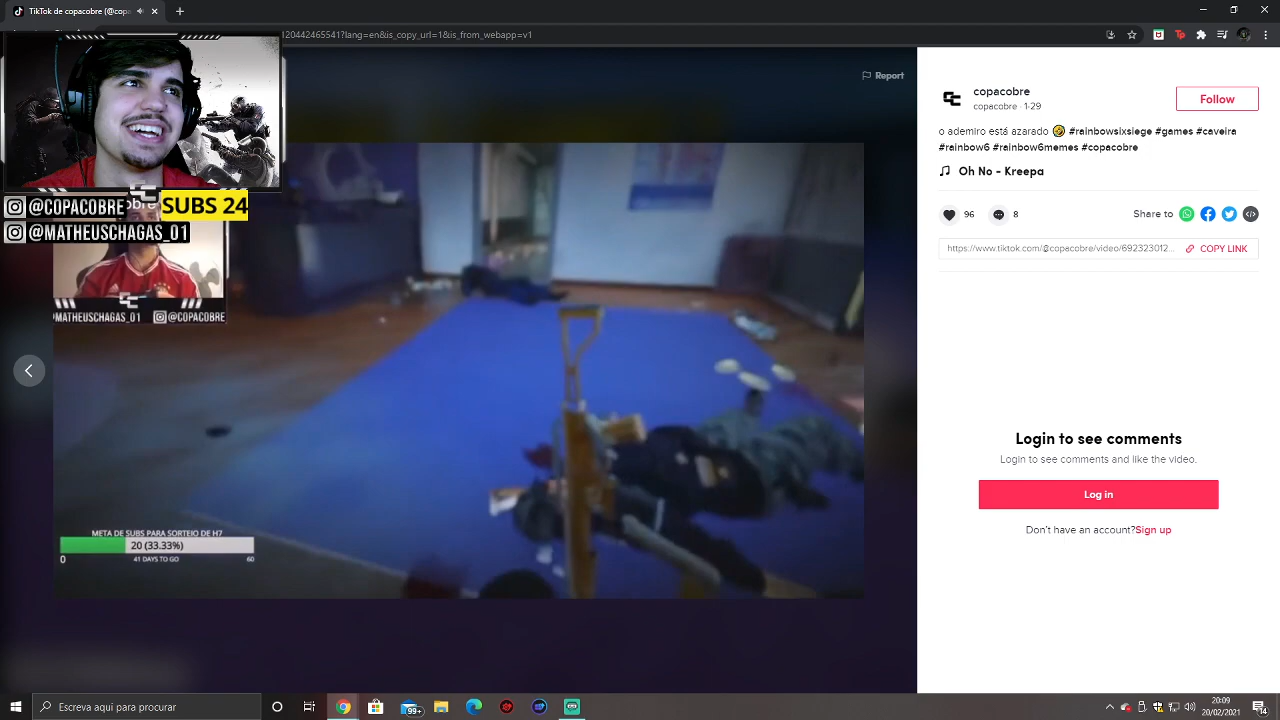 TikTok de copacobre (@copaco
20442465541?lang=en&is_copy_url=1&is_from_webapp=v1
@COPACOBRE
SUBS 24
@MATHEUSCHAGAS_01
MATHEUSCHAGAS_01
@COPACOBRE
META DE SUBS PARA SORTEIO DE H7
20 (33.33%)
0
41 DAYS TO GO
60
Report
copacobre
copacobre · 1-29
Follow
o ademiro está azarado 🤣 #rainbowsixsiege #games #caveira
#rainbow6 #rainbow6memes #copacobre
Oh No - Kreepa
96
8
Share to
https://www.tiktok.com/@copacobre/video/692323012...
COPY LINK
Login to see comments
Login to see comments and like the video.
Log in
Don't have an account?Sign up
Escreva aqui para procurar
99+
20:09
20/02/2021
4